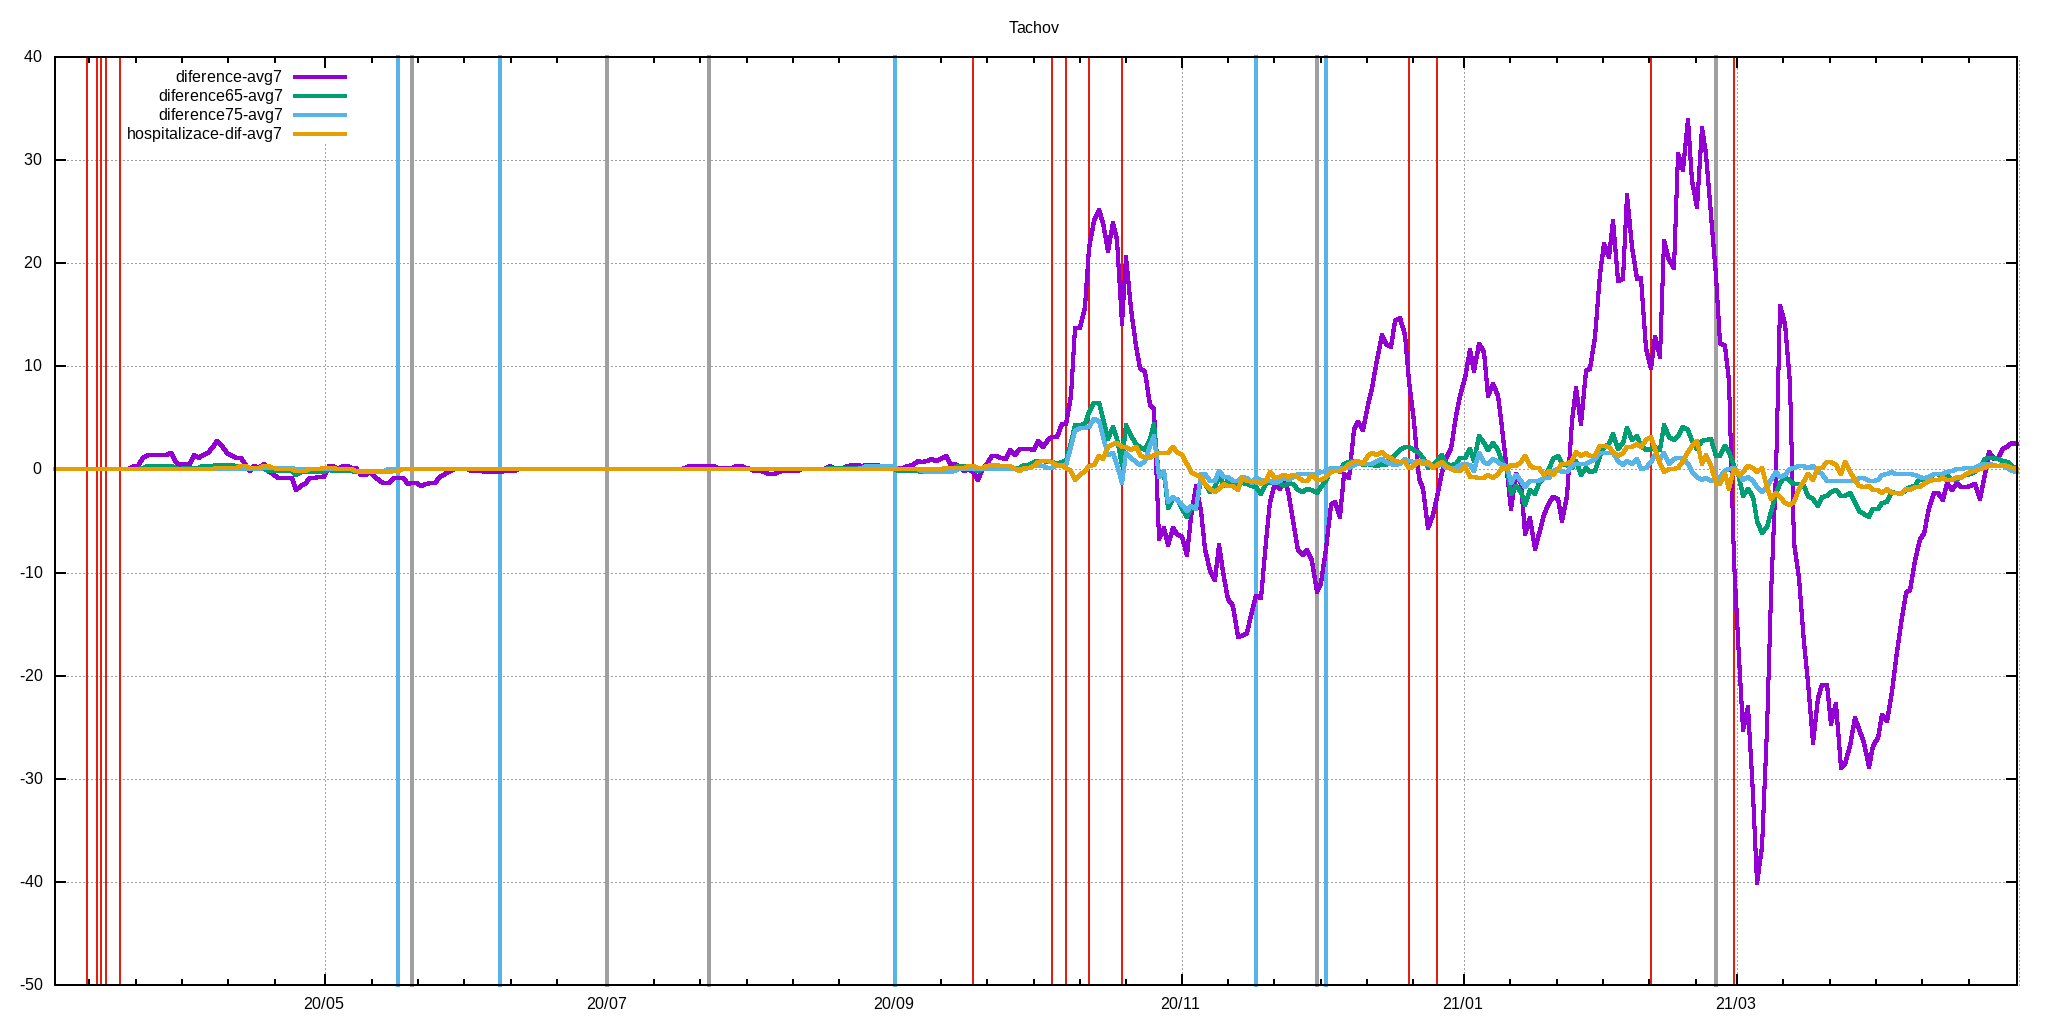 Tachov
diference-avg7
diference65-avg7
diference75-avg7
hospitalizace-dif-avg7
40
30
20
10
0
-10
-20
-30
-40
-50
20/05 20/07 20/09 20/11 21/01 21/03